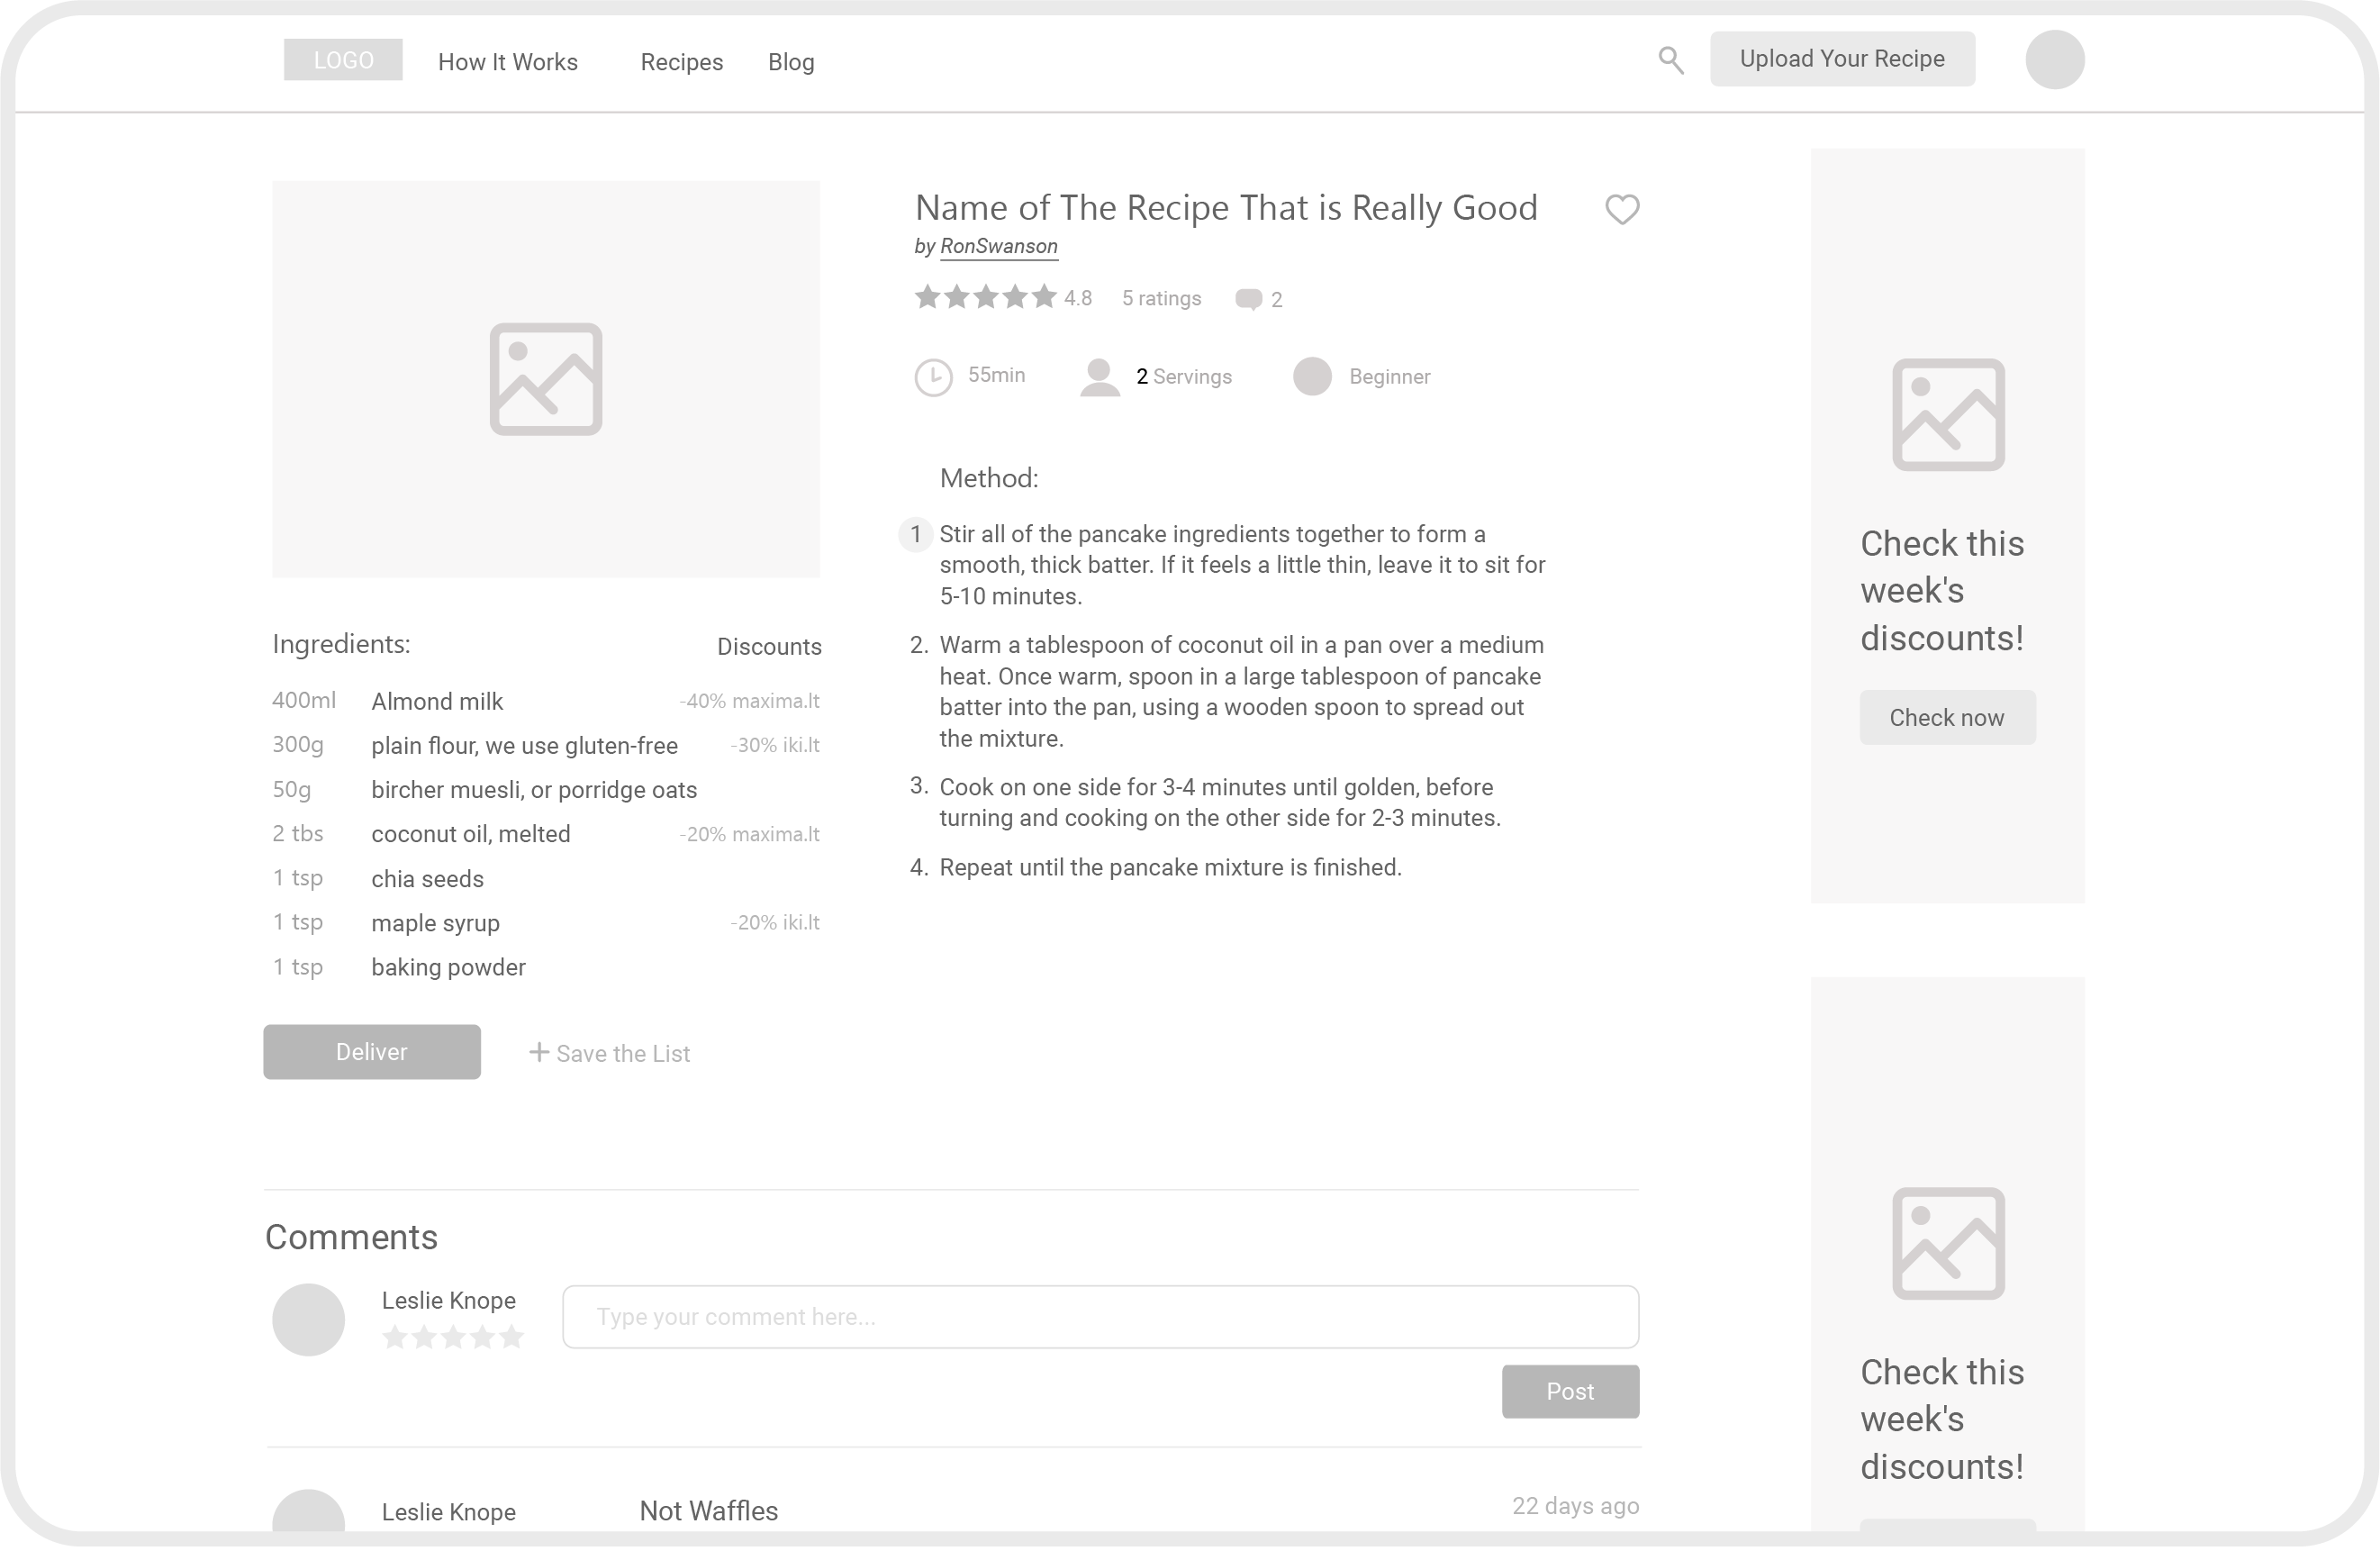 LOGO How It Works Recipes Blog Upload Your Recipe
Name of The Recipe That is Really Good
by RonSwanson
4.8 5 ratings 2
55min 2 Servings Beginner
Method:
1 Stir all of the pancake ingredients together to form a
smooth, thick batter. If it feels a little thin, leave it to sit for
5-10 minutes.
2. Warm a tablespoon of coconut oil in a pan over a medium
heat. Once warm, spoon in a large tablespoon of pancake
batter into the pan, using a wooden spoon to spread out
the mixture.
3. Cook on one side for 3-4 minutes until golden, before
turning and cooking on the other side for 2-3 minutes.
4. Repeat until the pancake mixture is finished.
Ingredients: Discounts
400ml Almond milk -40% maxima.lt
300g plain flour, we use gluten-free -30% iki.lt
50g bircher muesli, or porridge oats
2 tbs coconut oil, melted -20% maxima.lt
1 tsp chia seeds
1 tsp maple syrup -20% iki.lt
1 tsp baking powder
Deliver + Save the List
Check this
week's
discounts!
Check now
Comments
Leslie Knope
Type your comment here...
Post
Leslie Knope Not Waffles 22 days ago
Check this
week's
discounts!